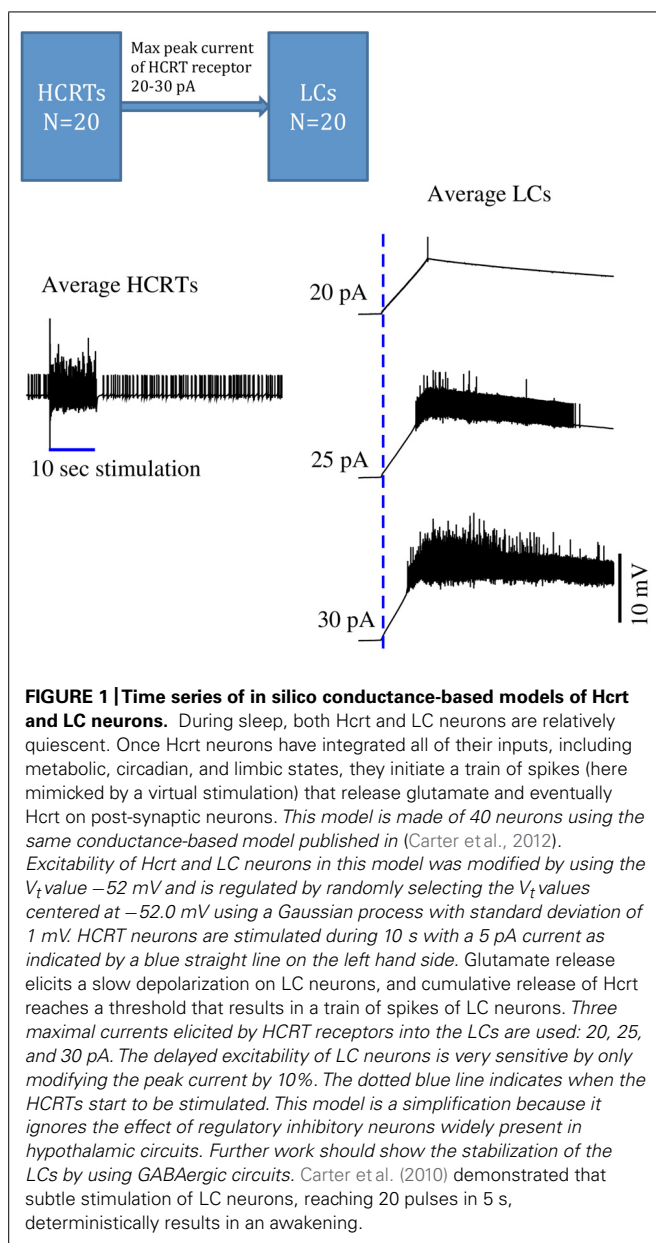 Max peak current
of HCRT receptor
20-30 pA
HCRTs
N=20
LCs
N=20
Average LCs
Average HCRTs
20 pA
10 sec stimulation
25 pA
30 pA
10 mV
FIGURE 1 | Time series of in silico conductance-based models of Hcrt
and LC neurons. During sleep, both Hcrt and LC neurons are relatively
quiescent. Once Hcrt neurons have integrated all of their inputs, including
metabolic, circadian, and limbic states, they initiate a train of spikes (here
mimicked by a virtual stimulation) that release glutamate and eventually
Hcrt on post-synaptic neurons. This model is made of 40 neurons using the
same conductance-based model published in (Carter et al., 2012).
Excitability of Hcrt and LC neurons in this model was modified by using the
Vt value −52 mV and is regulated by randomly selecting the Vt values
centered at −52.0 mV using a Gaussian process with standard deviation of
1 mV. HCRT neurons are stimulated during 10 s with a 5 pA current as
indicated by a blue straight line on the left hand side. Glutamate release
elicits a slow depolarization on LC neurons, and cumulative release of Hcrt
reaches a threshold that results in a train of spikes of LC neurons. Three
maximal currents elicited by HCRT receptors into the LCs are used: 20, 25,
and 30 pA. The delayed excitability of LC neurons is very sensitive by only
modifying the peak current by 10%. The dotted blue line indicates when the
HCRTs start to be stimulated. This model is a simplification because it
ignores the effect of regulatory inhibitory neurons widely present in
hypothalamic circuits. Further work should show the stabilization of the
LCs by using GABAergic circuits. Carter et al. (2010) demonstrated that
subtle stimulation of LC neurons, reaching 20 pulses in 5 s,
deterministically results in an awakening.